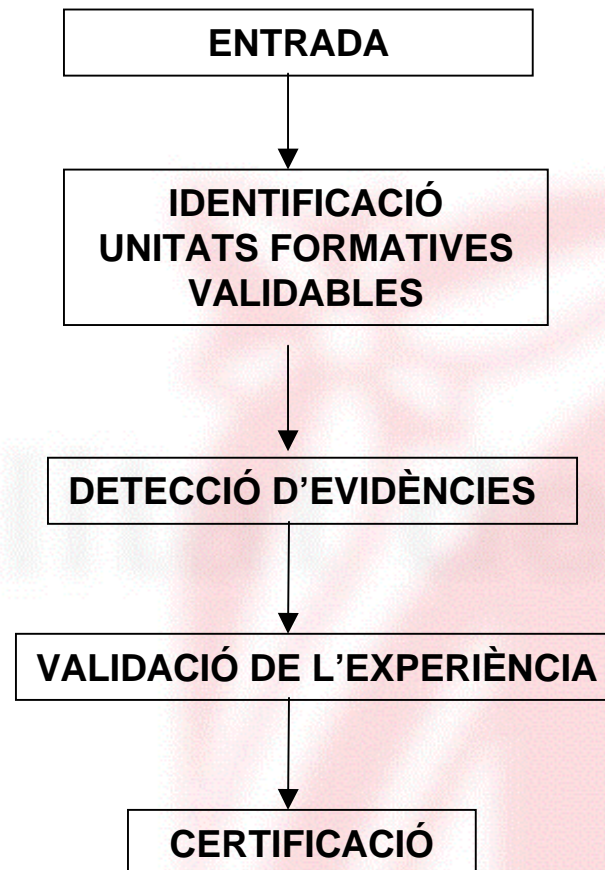 ENTRADA
IDENTIFICACIÓ
UNITATS FORMATIVES
VALIDABLES
DETECCIÓ D’EVIDÈNCIES
VALIDACIÓ DE L’EXPERIÈNCIA
CERTIFICACIÓ